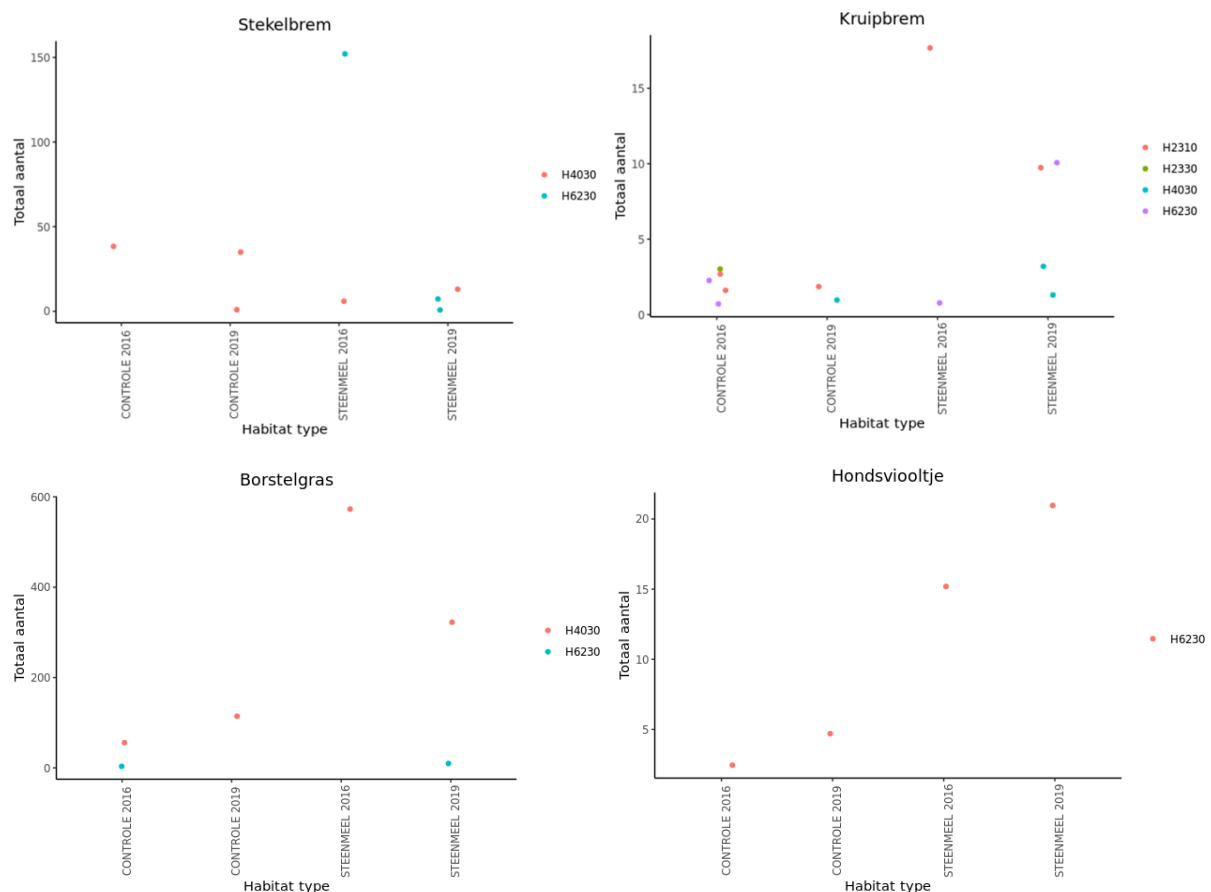 Stekelbrem
Totaal aantal
150
100
50
0
CONTROLE 2016
CONTROLE 2019
STEENMEEL 2016
STEENMEEL 2019
Habitat type
H4030
H6230
Kruipbrem
Totaal aantal
15
10
5
0
CONTROLE 2016
CONTROLE 2019
STEENMEEL 2016
STEENMEEL 2019
Habitat type
H2310
H2330
H4030
H6230
Borstelgras
Totaal aantal
600
400
200
0
CONTROLE 2016
CONTROLE 2019
STEENMEEL 2016
STEENMEEL 2019
Habitat type
H4030
H6230
Hondsviooltje
Totaal aantal
20
15
10
5
CONTROLE 2016
CONTROLE 2019
STEENMEEL 2016
STEENMEEL 2019
Habitat type
H6230